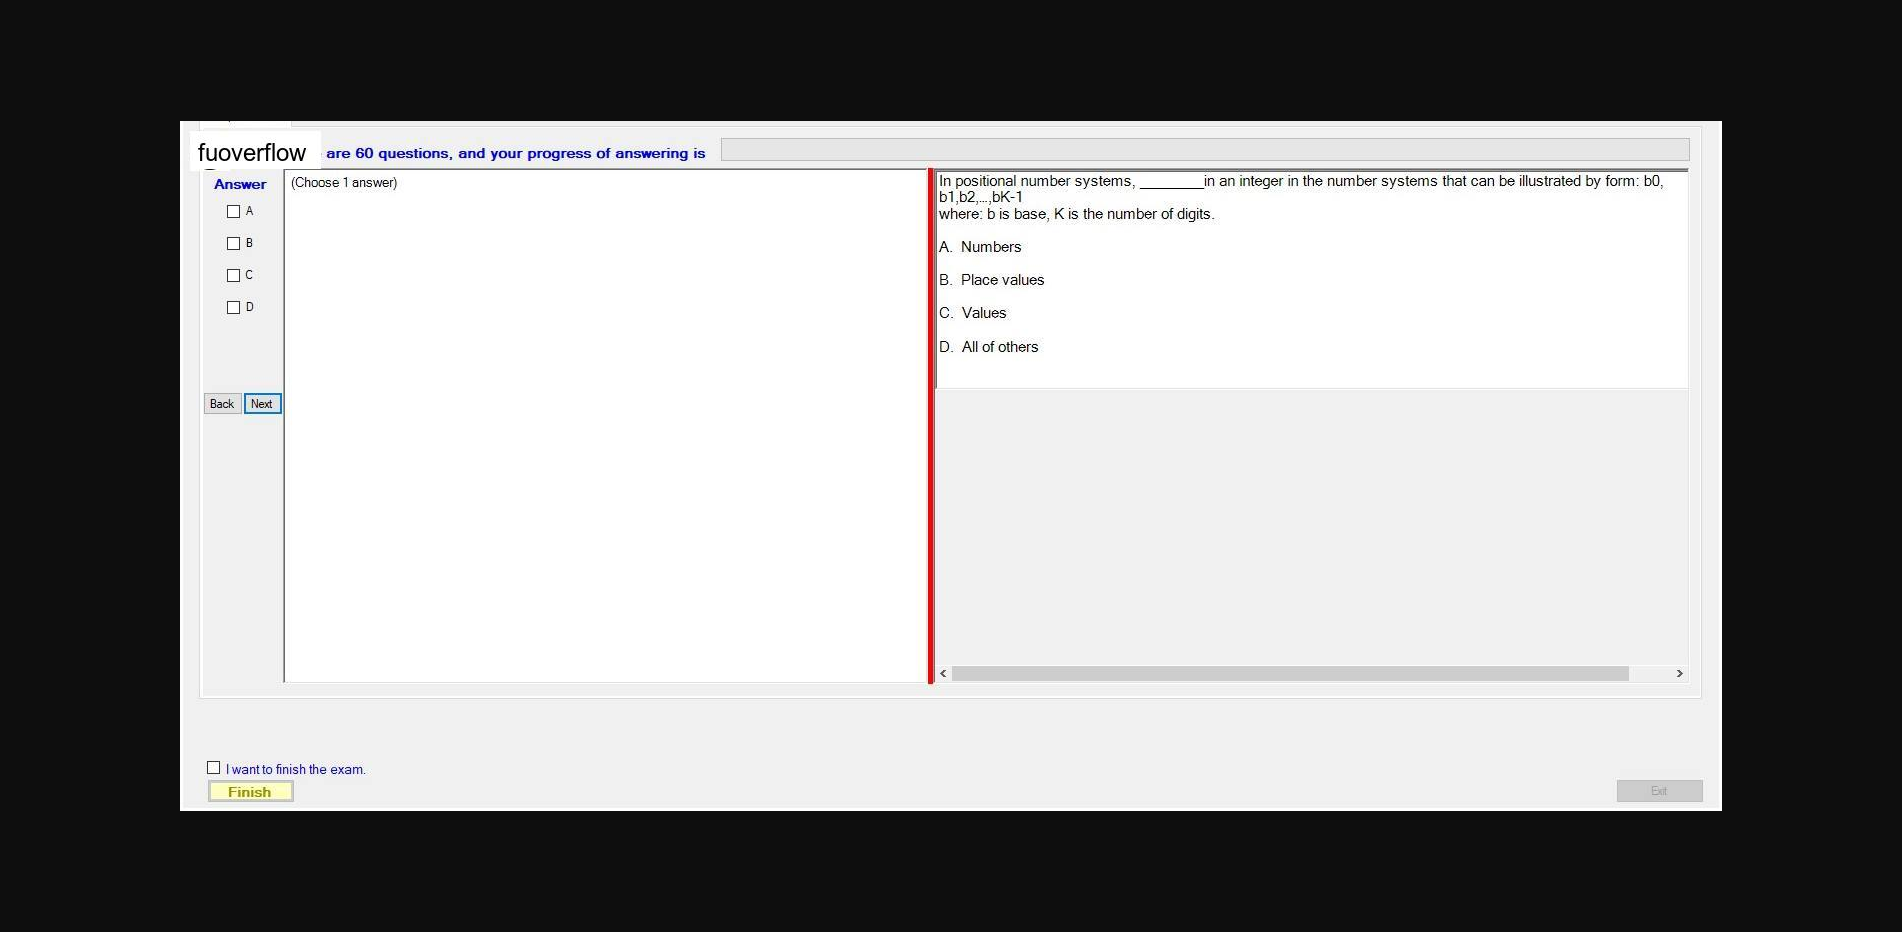 fuoverflow are 60 questions, and your progress of answering is
Answer
A
B
C
D
Back Next
(Choose 1 answer)
In positional number systems, ________in an integer in the number systems that can be illustrated by form: b0,
b1,b2,...,bK-1
where: b is base, K is the number of digits.
A. Numbers
B. Place values
C. Values
D. All of others
I want to finish the exam.
Finish
Exit